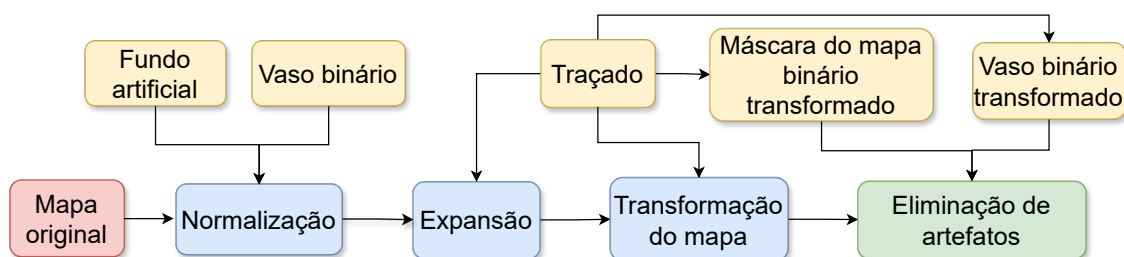 Fundo
artificial
Vaso binário
Traçado
Máscara do mapa
binário
transformado
Vaso binário
transformado
Mapa
original
Normalização
Expansão
Transformação
do mapa
Eliminação de
artefatos